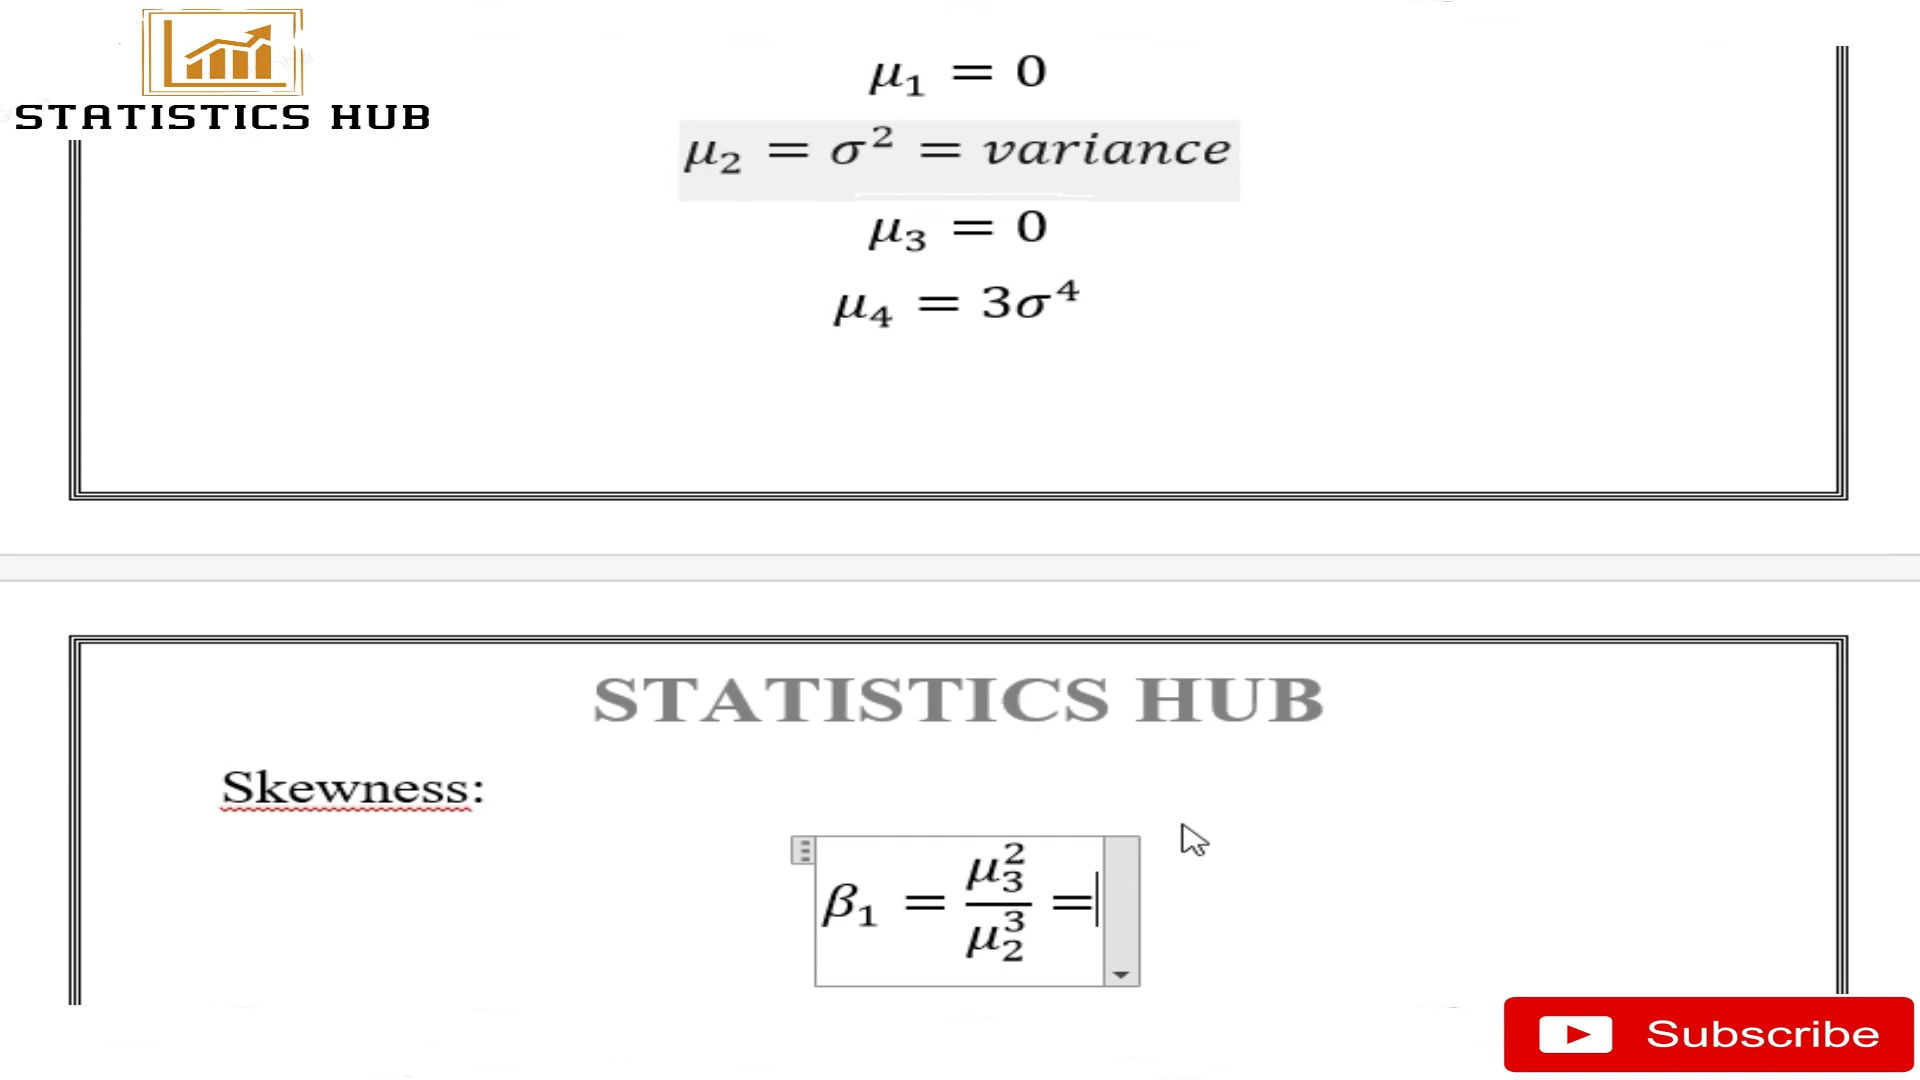 STATISTICS HUB
μ₁ = 0
μ₂ = σ² = variance
μ₃ = 0
μ₄ = 3σ⁴
STATISTICS HUB
Skewness:
β₁ = μ₃²/μ₂³ =
Subscribe